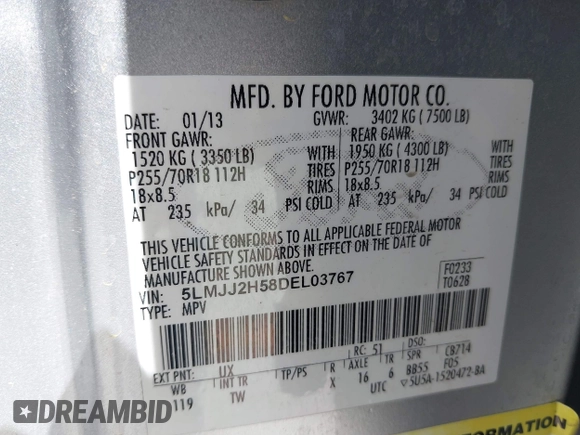 MFD. BY FORD MOTOR CO.
DATE: 01/13 GVWR: 3402 KG ( 7500 LB)
FRONT GAWR: REAR GAWR:
1520 KG ( 3350 LB) WITH 1950 KG ( 4300 LB) WITH
P255/70R18 112H TIRES P255/70R18 112H TIRES
18x8.5 RIMS 18x8.5 RIMS
AT 235 kPa/ 34 PSI COLD AT 235 kPa/ 34 PSI COLD
THIS VEHICLE CONFORMS TO ALL APPLICABLE FEDERAL MOTOR
VEHICLE SAFETY STANDARDS IN EFFECT ON THE DATE OF
MANUFACTURE SHOWN ABOVE.
VIN: 5LMJJ2H58DEL03767 F0233
TYPE: MPV T0628
RC: 51 DSO:
EXT PNT: UX R AXLE TR SPR CB714
WB INT TR TP/PS R
119 TW X 16 6 BB55 F05
UTC 5U5A-1520472-BA
DREAMBID
INFORMATION